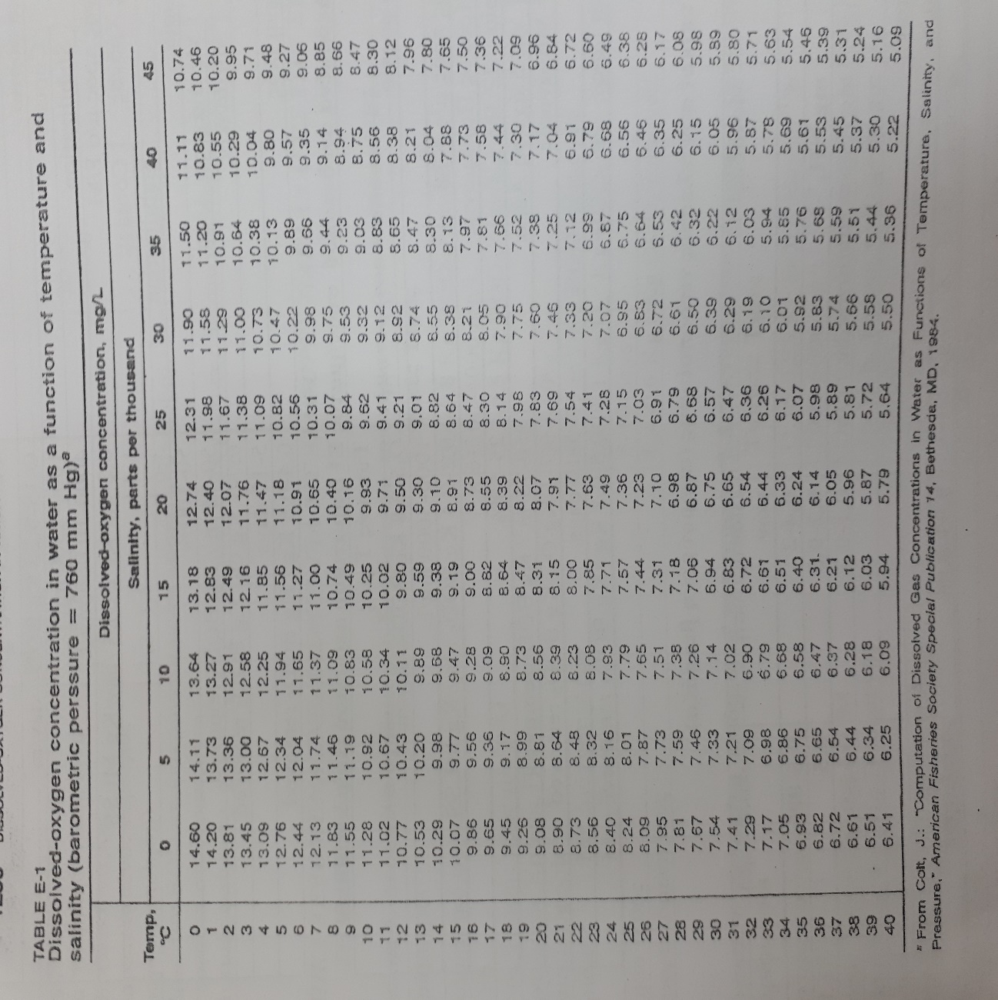 TABLE E-1
Dissolved-oxygen concentration in water as a function of temperature and
salinity (barometric perssure = 760 mm Hg)ª
Dissolved-oxygen concentration, mg/L
Salinity, parts per thousand
Temp, °C 0 5 10 15 20 25 30 35 40 45
0 14.60 14.11 13.64 13.18 12.74 12.31 11.90 11.50 11.11 10.74
1 14.20 13.73 13.27 12.83 12.40 11.98 11.58 11.20 10.83 10.46
2 13.81 13.36 12.91 12.49 12.07 11.67 11.29 10.91 10.55 10.20
3 13.45 13.00 12.58 12.16 11.76 11.38 11.00 10.64 10.29 9.95
4 13.09 12.67 12.25 11.85 11.47 11.09 10.73 10.38 10.04 9.71
5 12.76 12.34 11.94 11.56 11.18 10.82 10.47 10.13 9.80 9.48
6 12.44 12.04 11.65 11.27 10.91 10.56 10.22 9.89 9.57 9.27
7 12.13 11.74 11.37 11.00 10.65 10.31 9.98 9.66 9.35 9.06
8 11.83 11.46 11.09 10.74 10.40 10.07 9.75 9.44 9.14 8.85
9 11.55 11.19 10.83 10.49 10.16 9.84 9.53 9.23 8.94 8.66
10 11.28 10.92 10.58 10.25 9.93 9.62 9.32 9.03 8.75 8.47
11 11.02 10.67 10.34 10.02 9.71 9.41 9.12 8.83 8.56 8.30
12 10.77 10.43 10.11 9.80 9.50 9.21 8.92 8.65 8.38 8.12
13 10.53 10.20 9.89 9.59 9.30 9.01 8.74 8.47 8.21 7.96
14 10.29 9.98 9.68 9.38 9.10 8.82 8.55 8.30 8.04 7.80
15 10.07 9.77 9.47 9.19 8.91 8.64 8.38 8.13 7.88 7.65
16 9.86 9.56 9.28 9.00 8.73 8.47 8.21 7.97 7.73 7.50
17 9.65 9.36 9.09 8.82 8.55 8.30 8.05 7.81 7.58 7.36
18 9.45 9.17 8.90 8.64 8.39 8.14 7.90 7.66 7.44 7.22
19 9.26 8.99 8.73 8.47 8.22 7.98 7.75 7.52 7.30 7.09
20 9.08 8.81 8.56 8.31 8.07 7.83 7.60 7.38 7.17 6.96
21 8.90 8.64 8.39 8.15 7.91 7.69 7.46 7.25 7.04 6.84
22 8.73 8.48 8.23 8.00 7.77 7.54 7.33 7.12 6.91 6.72
23 8.56 8.32 8.08 7.85 7.63 7.41 7.20 6.99 6.79 6.60
24 8.40 8.16 7.93 7.71 7.49 7.28 7.07 6.87 6.68 6.49
25 8.24 8.01 7.79 7.57 7.36 7.15 6.95 6.75 6.56 6.38
26 8.09 7.87 7.65 7.44 7.23 7.03 6.83 6.64 6.46 6.28
27 7.95 7.73 7.51 7.31 7.10 6.91 6.72 6.53 6.35 6.17
28 7.81 7.59 7.38 7.18 6.98 6.79 6.61 6.42 6.25 6.08
29 7.67 7.46 7.26 7.06 6.87 6.68 6.50 6.32 6.15 5.98
30 7.54 7.33 7.14 6.94 6.75 6.57 6.39 6.22 6.05 5.89
31 7.41 7.21 7.02 6.83 6.65 6.47 6.29 6.12 5.96 5.80
32 7.29 7.09 6.90 6.72 6.54 6.36 6.19 6.03 5.87 5.71
33 7.17 6.98 6.79 6.61 6.44 6.26 6.10 5.94 5.78 5.63
34 7.05 6.86 6.68 6.51 6.33 6.17 6.01 5.85 5.69 5.54
35 6.93 6.75 6.58 6.40 6.24 6.07 5.92 5.76 5.61 5.46
36 6.82 6.65 6.47 6.31 6.14 5.98 5.83 5.68 5.53 5.39
37 6.72 6.54 6.37 6.21 6.05 5.89 5.74 5.59 5.45 5.31
38 6.61 6.44 6.28 6.12 5.96 5.81 5.66 5.51 5.37 5.24
39 6.51 6.34 6.18 6.03 5.87 5.72 5.58 5.44 5.30 5.16
40 6.41 6.25 6.09 5.94 5.79 5.64 5.50 5.36 5.22 5.09
ª From Colt, J.: "Computation of Dissolved Gas Concentrations in Water as Functions of Temperature, Salinity, and
Pressure," American Fisheries Society Special Publication 14, Bethesda, MD, 1984.